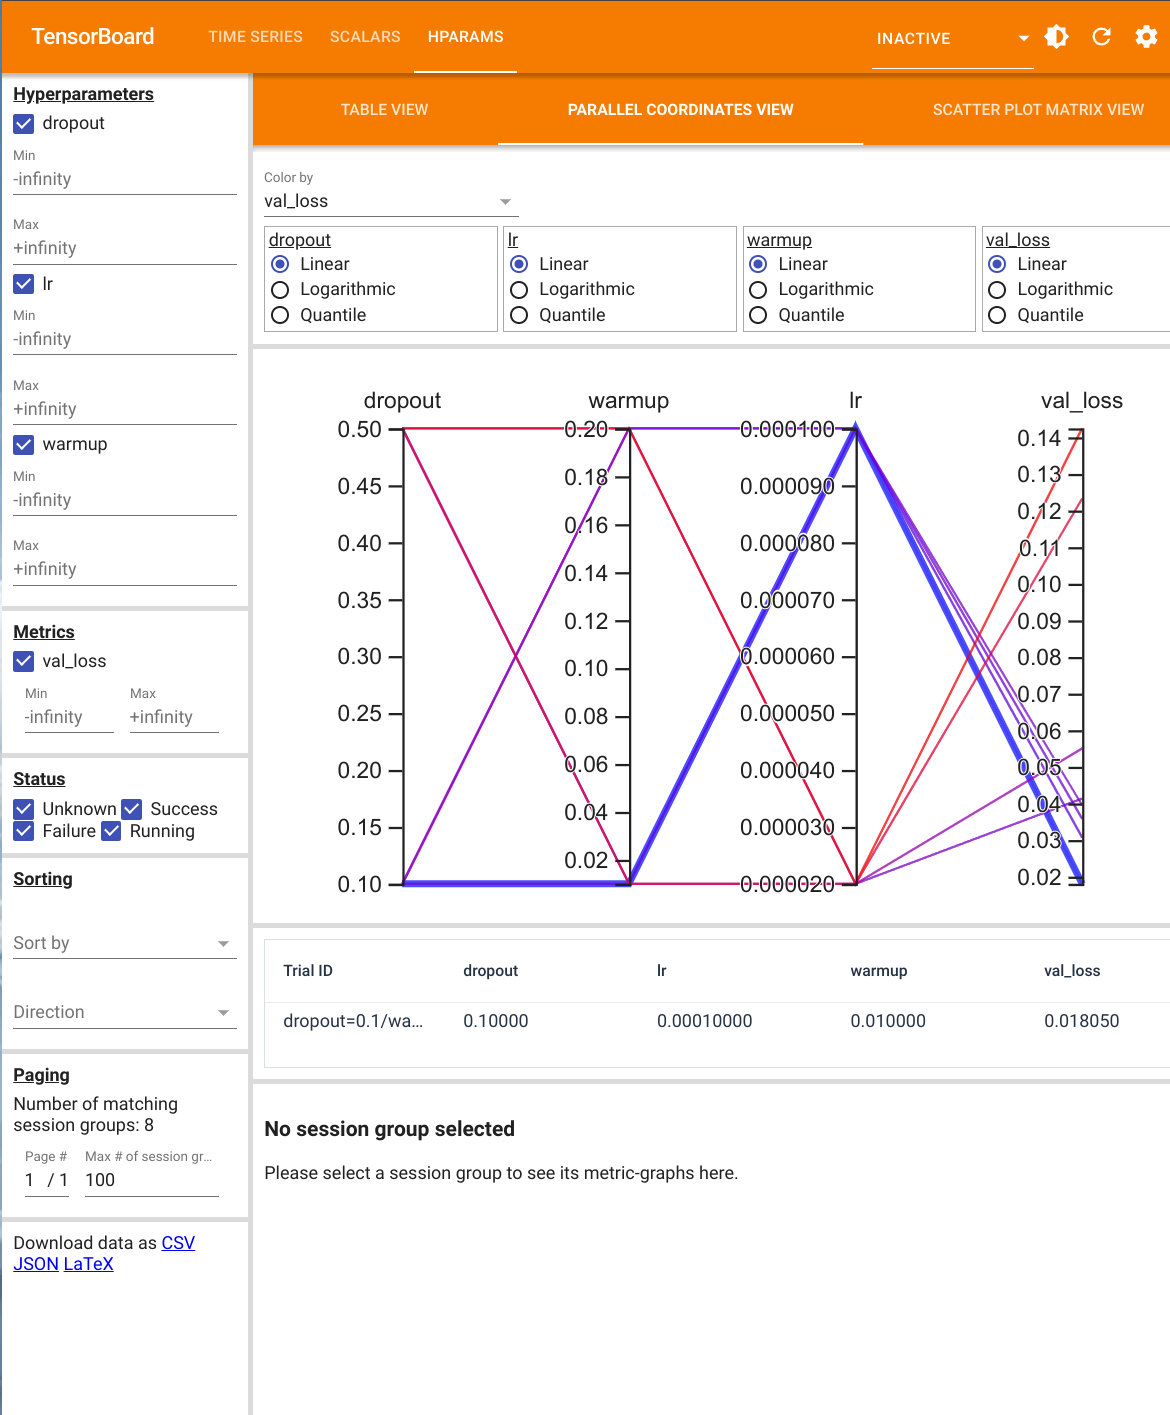 TensorBoard TIME SERIES SCALARS HPARAMS INACTIVE
Hyperparameters
dropout
Min
-infinity
Max
+infinity
lr
Min
-infinity
Max
+infinity
warmup
Min
-infinity
Max
+infinity
Metrics
val_loss
Min Max
-infinity +infinity
Status
Unknown Success
Failure Running
Sorting
Sort by
Direction
Paging
Number of matching
session groups: 8
Page # Max # of session gr...
1 / 1 100
Download data as CSV
JSON LaTeX
TABLE VIEW PARALLEL COORDINATES VIEW SCATTER PLOT MATRIX VIEW
Color by
val_loss
dropout
Linear
Logarithmic
Quantile
lr
Linear
Logarithmic
Quantile
warmup
Linear
Logarithmic
Quantile
val_loss
Linear
Logarithmic
Quantile
dropout
0.50
0.45
0.40
0.35
0.30
0.25
0.20
0.15
0.10
warmup
0.20
0.18
0.16
0.14
0.12
0.10
0.08
0.06
0.04
0.02
lr
0.000100
0.000090
0.000080
0.000070
0.000060
0.000050
0.000040
0.000030
0.000020
val_loss
0.14
0.13
0.12
0.11
0.10
0.09
0.08
0.07
0.06
0.05
0.04
0.03
0.02
Trial ID dropout lr warmup val_loss
dropout=0.1/wa... 0.10000 0.00010000 0.010000 0.018050
No session group selected
Please select a session group to see its metric-graphs here.